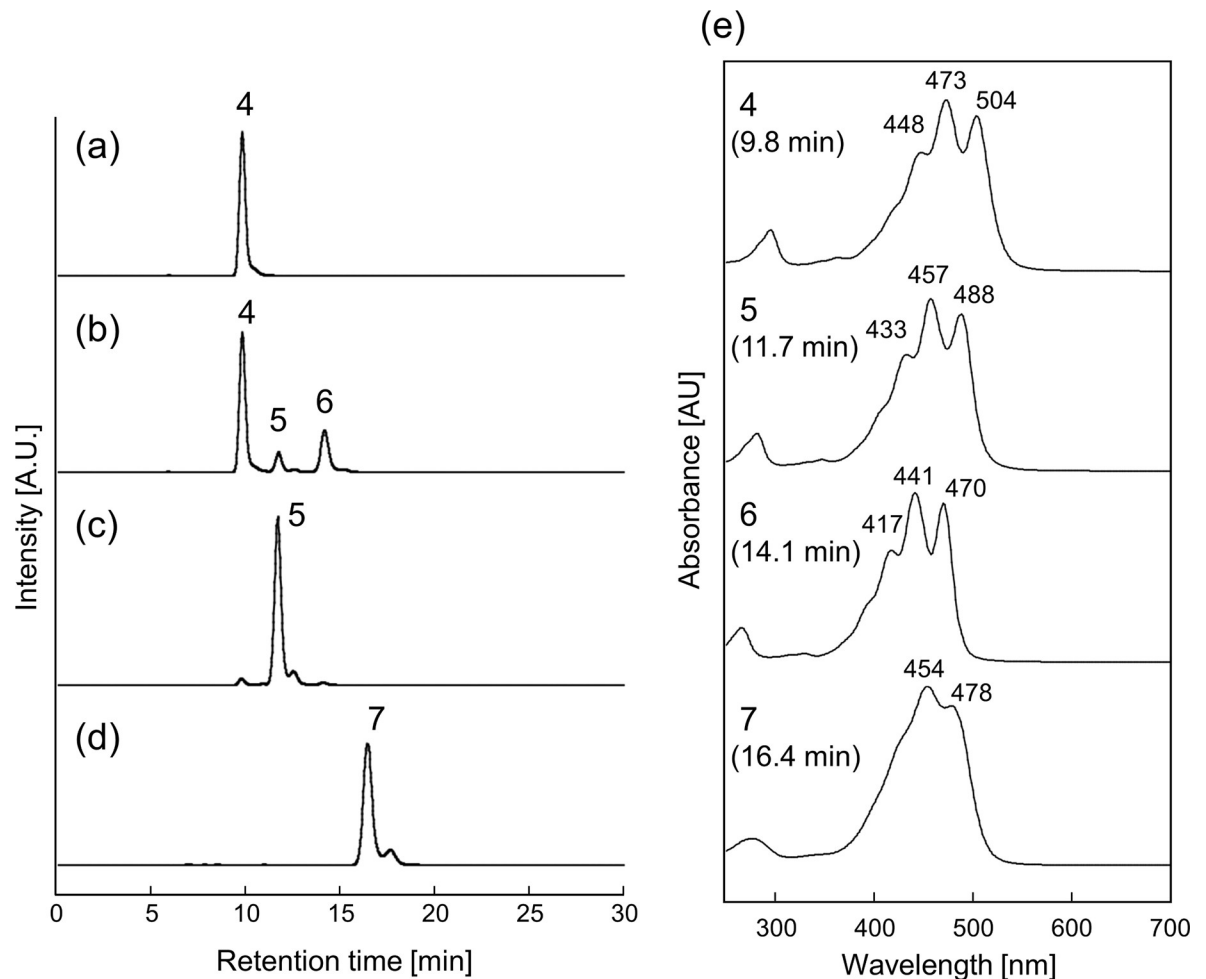 (a)
4
(b)
4
5
6
(c)
5
(d)
7
Intensity [A.U.]
0 5 10 15 20 25 30
Retention time [min]
(e)
4
(9.8 min)
448
473
504
5
(11.7 min)
433
457
488
6
(14.1 min)
417
441
470
7
(16.4 min)
454
478
Absorbance [AU]
300 400 500 600 700
Wavelength [nm]